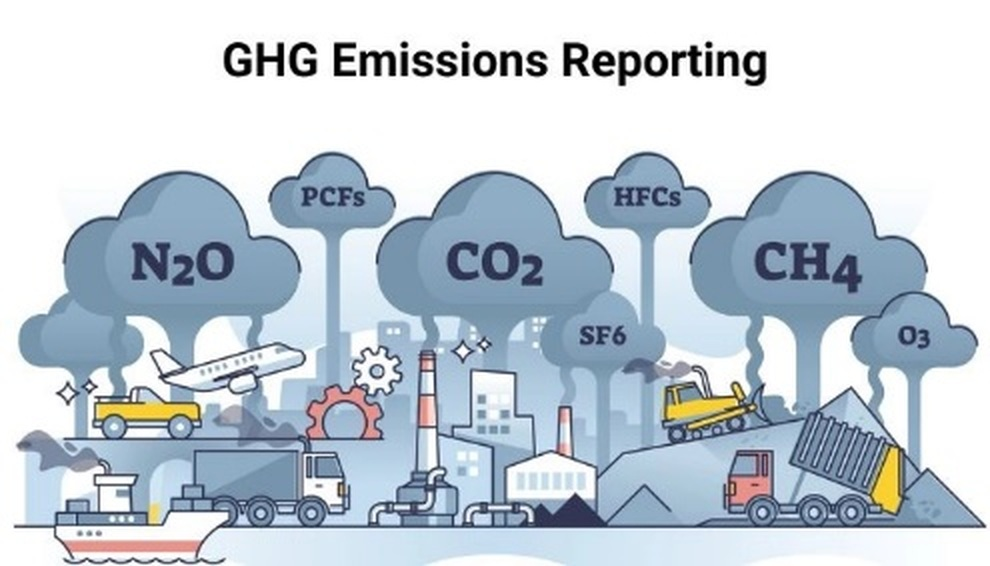 GHG Emissions Reporting
PCFs
HFCs
N2O
CO2
CH4
SF6
O3